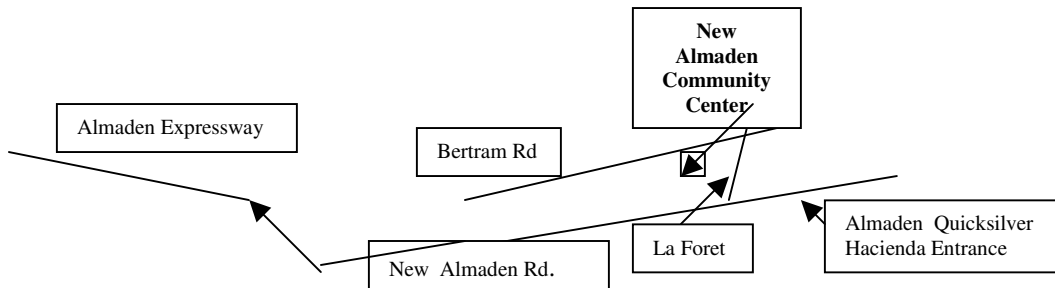 New
Almaden
Community
Center
Almaden Expressway
Bertram Rd
Almaden Quicksilver
Hacienda Entrance
La Foret
New Almaden Rd.